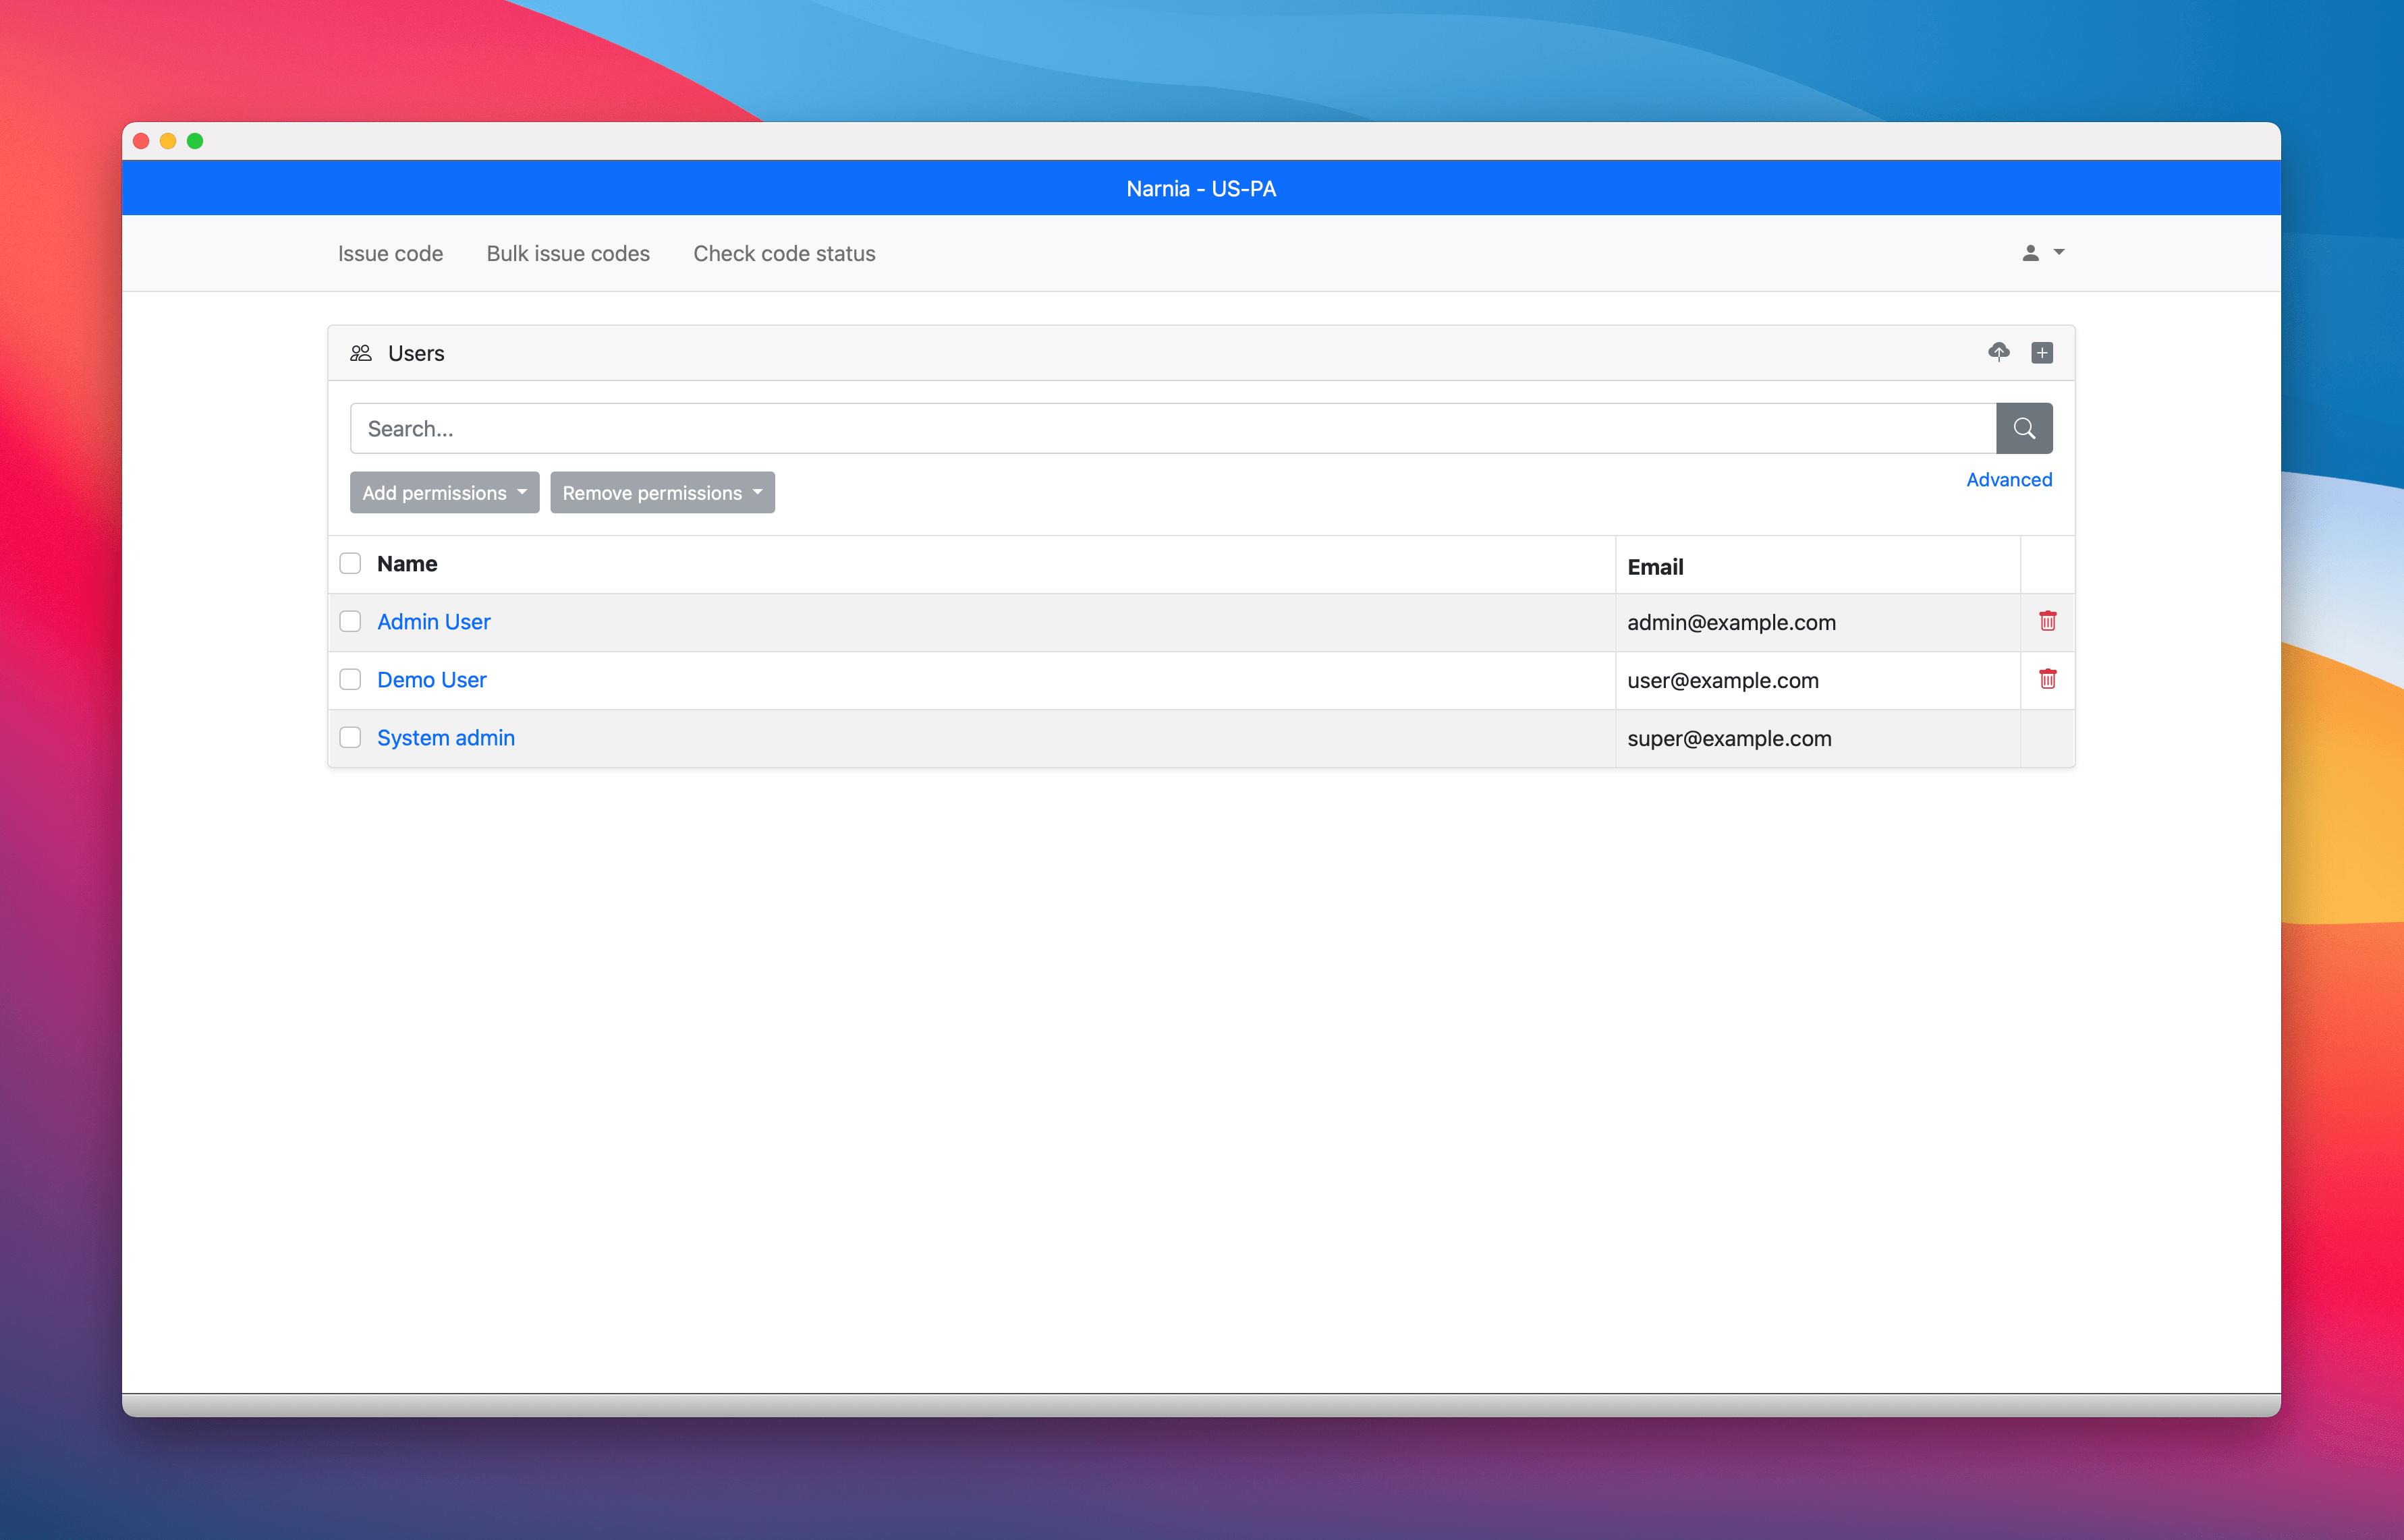 Narnia - US-PA
Issue code Bulk issue codes Check code status
Users
Search...
Add permissions Remove permissions Advanced
Name Email
Admin User admin@example.com
Demo User user@example.com
System admin super@example.com